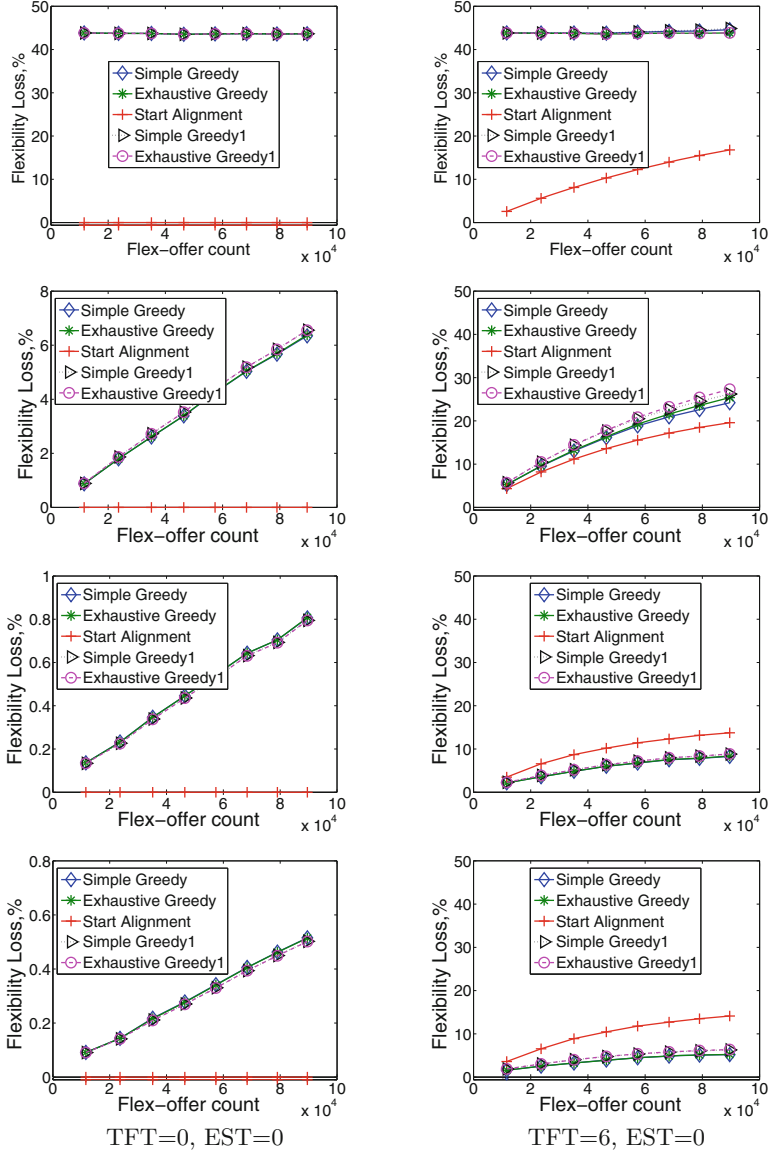 50
40
30
20
10
0
Flexibility Loss,%
Simple Greedy
Exhaustive Greedy
Start Alignment
Simple Greedy1
Exhaustive Greedy1
0 2 4 6 8 10
Flex−offer count
x 10^4
50
40
30
20
10
0
Flexibility Loss,%
Simple Greedy
Exhaustive Greedy
Start Alignment
Simple Greedy1
Exhaustive Greedy1
0 2 4 6 8 10
Flex−offer count
x 10^4
8
6
4
2
0
Flexibility Loss,%
Simple Greedy
Exhaustive Greedy
Start Alignment
Simple Greedy1
Exhaustive Greedy1
0 2 4 6 8 10
Flex−offer count
x 10^4
50
40
30
20
10
0
Flexibility Loss,%
Simple Greedy
Exhaustive Greedy
Start Alignment
Simple Greedy1
Exhaustive Greedy1
0 2 4 6 8 10
Flex−offer count
x 10^4
1
0.8
0.6
0.4
0.2
0
Flexibility Loss,%
Simple Greedy
Exhaustive Greedy
Start Alignment
Simple Greedy1
Exhaustive Greedy1
0 2 4 6 8 10
Flex−offer count
x 10^4
50
40
30
20
10
0
Flexibility Loss,%
Simple Greedy
Exhaustive Greedy
Start Alignment
Simple Greedy1
Exhaustive Greedy1
0 2 4 6 8 10
Flex−offer count
x 10^4
0.8
0.6
0.4
0.2
0
Flexibility Loss,%
Simple Greedy
Exhaustive Greedy
Start Alignment
Simple Greedy1
Exhaustive Greedy1
0 2 4 6 8 10
Flex−offer count
x 10^4
50
40
30
20
10
0
Flexibility Loss,%
Simple Greedy
Exhaustive Greedy
Start Alignment
Simple Greedy1
Exhaustive Greedy1
0 2 4 6 8 10
Flex−offer count
x 10^4
TFT=0, EST=0
TFT=6, EST=0